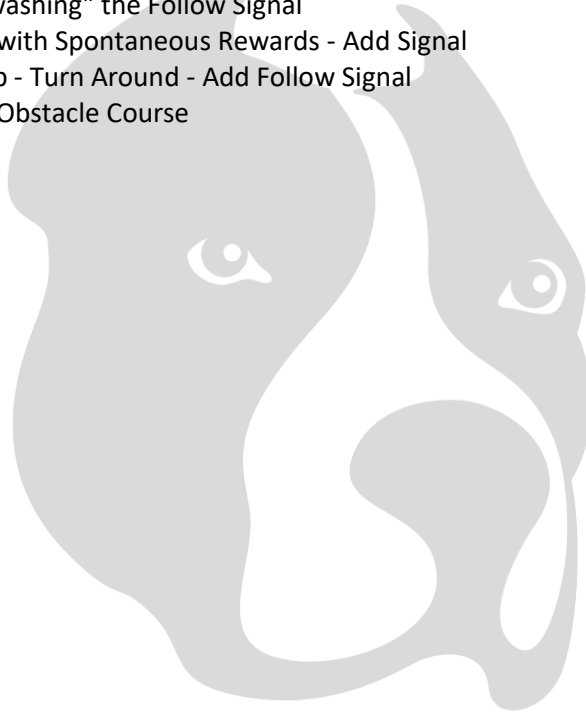 washing" the Follow Signal
with Spontaneous Rewards - Add Signal
- Turn Around - Add Follow Signal
Obstacle Course